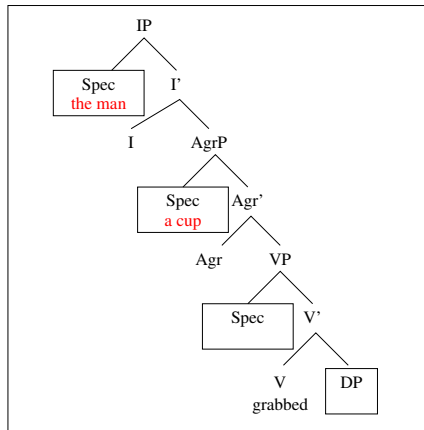 IP
Spec I’
the man
I AgrP
Spec Agr’
a cup
Agr VP
Spec V’
V DP
grabbed